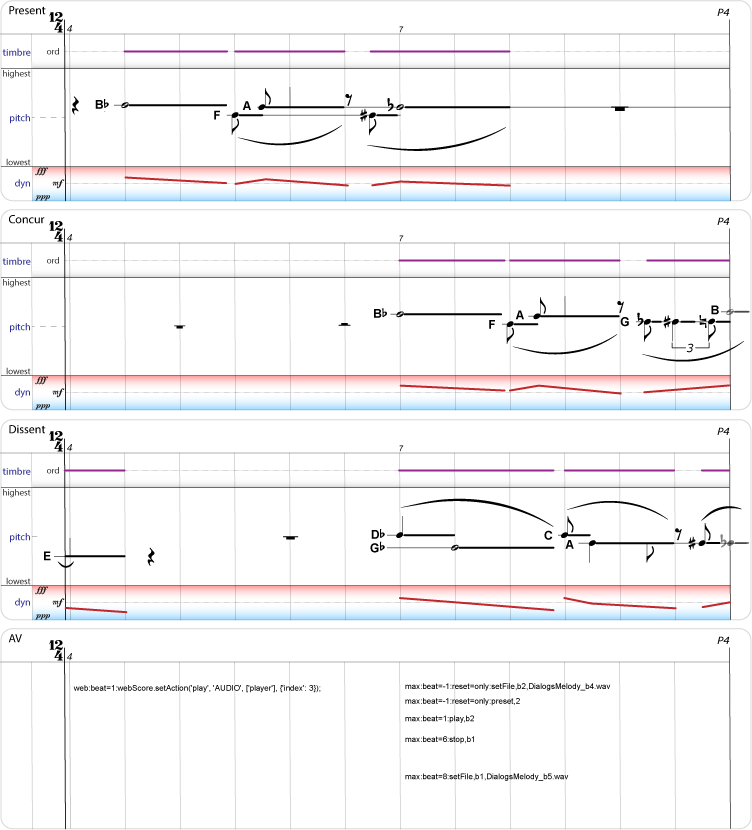 Present
P4
12
4
4
7
timbre
ord
highest
B♭
A
F
♯
♭
pitch
lowest
fff
dyn
mf
ppp
Concur
P4
12
4
4
7
timbre
ord
highest
B♭
A
F
G
♭
♯
♮
B
pitch
3
lowest
fff
dyn
mf
ppp
Dissent
P4
12
4
4
7
timbre
ord
highest
D♭
C
pitch
G♭
A
♯
♭
E
lowest
fff
dyn
mf
ppp
AV
P4
12
4
4
web:beat=1:webScore.setAction('play', 'AUDIO', ['player'], {'index': 3});
max:beat=-1:reset=only:setFile,b2,DialogsMelody_b4.wav
max:beat=-1:reset=only:preset,2
max:beat=1:play,b2
max:beat=6:stop,b1
max:beat=8:setFile,b1,DialogsMelody_b5.wav